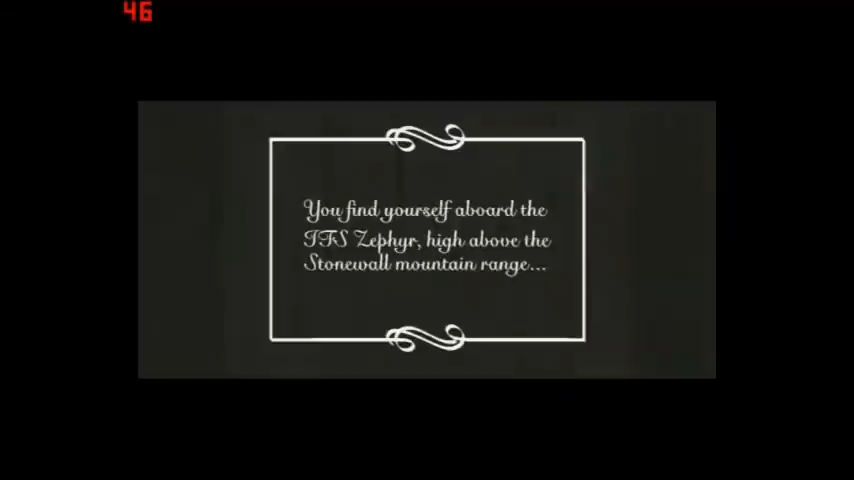 46
You find yourself aboard the
IFS Zephyr, high above the
Stonewall mountain range...